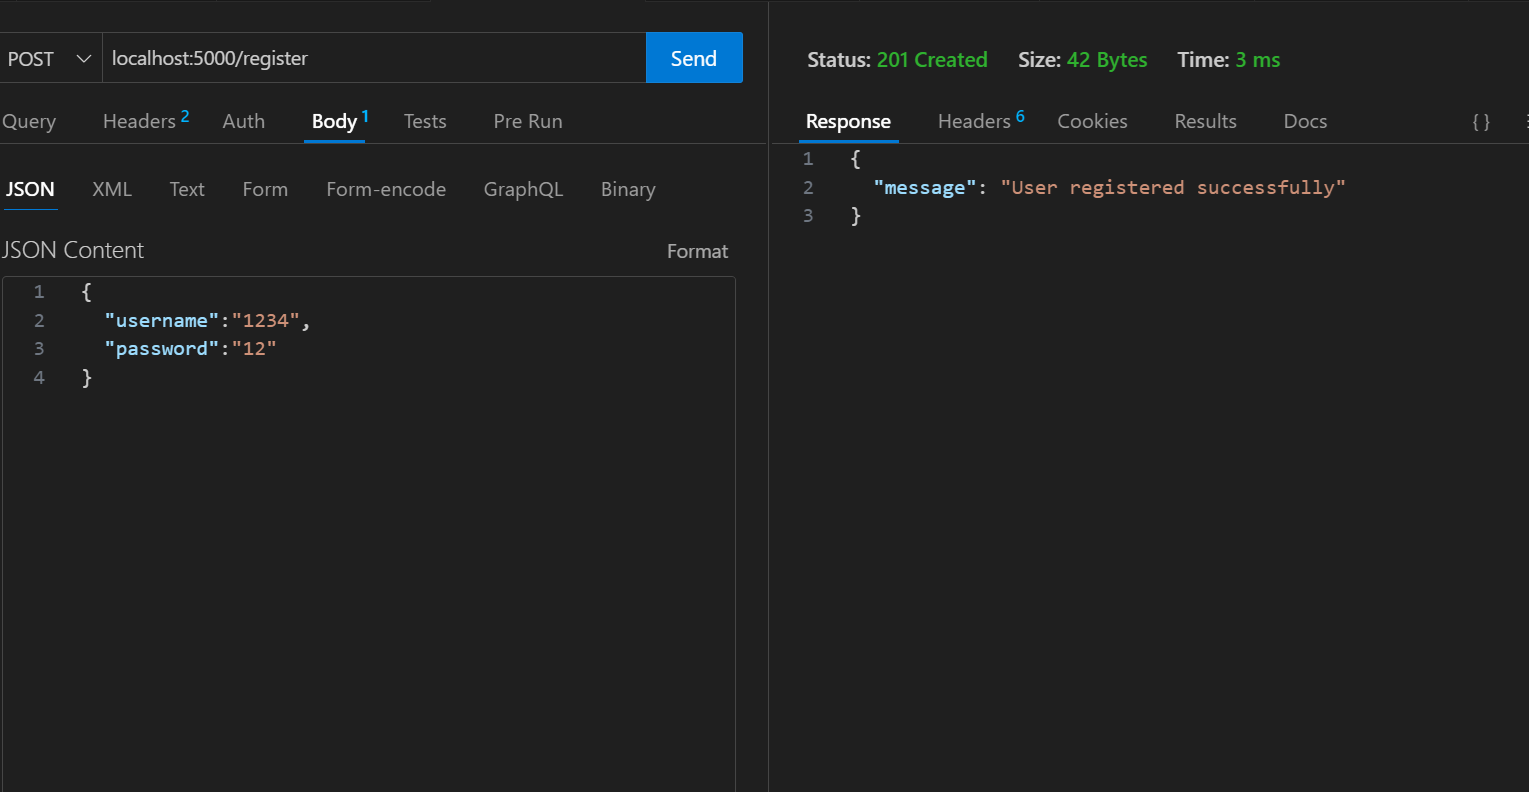 POST localhost:5000/register Send
Query Headers 2 Auth Body 1 Tests Pre Run
JSON XML Text Form Form-encode GraphQL Binary
JSON Content Format
1 {
2 "username":"1234",
3 "password":"12"
4 }
Status: 201 Created Size: 42 Bytes Time: 3 ms
Response Headers 6 Cookies Results Docs { }
1 {
2 "message": "User registered successfully"
3 }